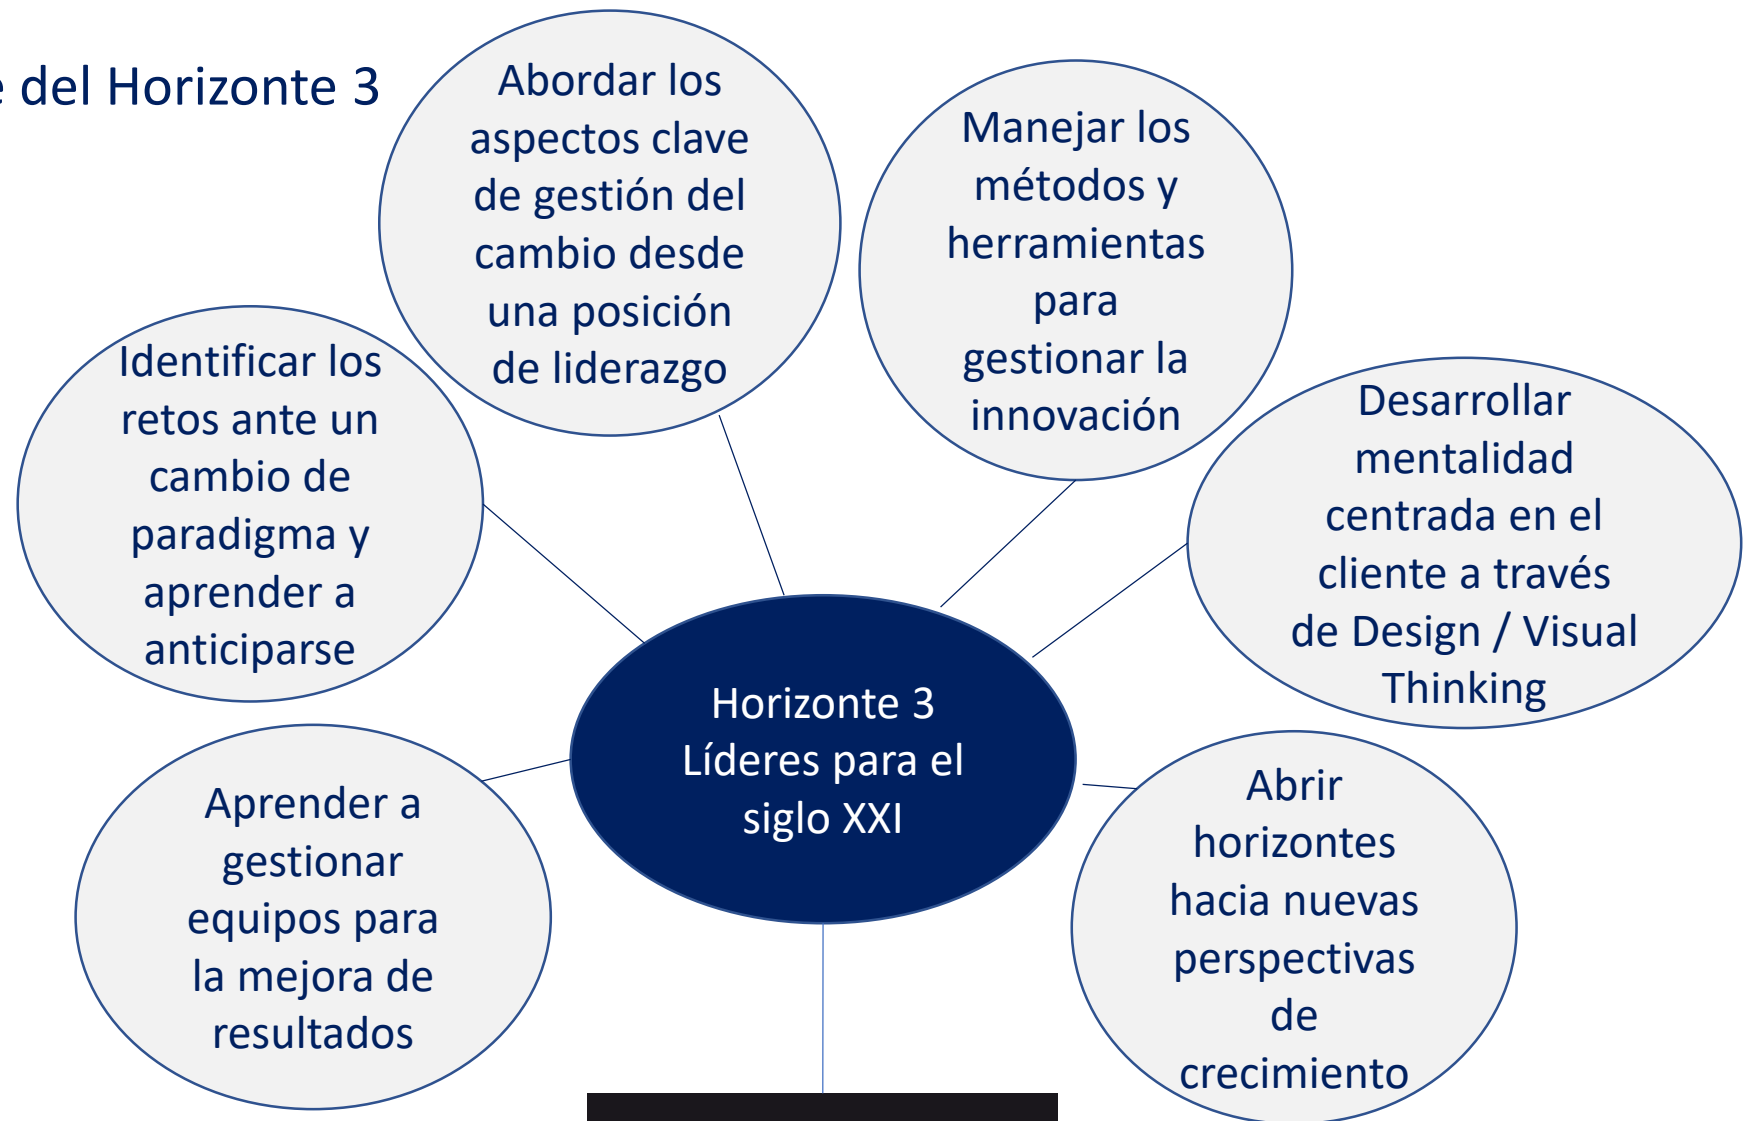 del Horizonte 3
Abordar los
aspectos clave
de gestión del
cambio desde
una posición
de liderazgo
Manejar los
métodos y
herramientas
para
gestionar la
innovación
Identificar los
retos ante un
cambio de
paradigma y
aprender a
anticiparse
Desarrollar
mentalidad
centrada en el
cliente a través
de Design / Visual
Thinking
Horizonte 3
Líderes para el
siglo XXI
Aprender a
gestionar
equipos para
la mejora de
resultados
Abrir
horizontes
hacia nuevas
perspectivas
de
crecimiento